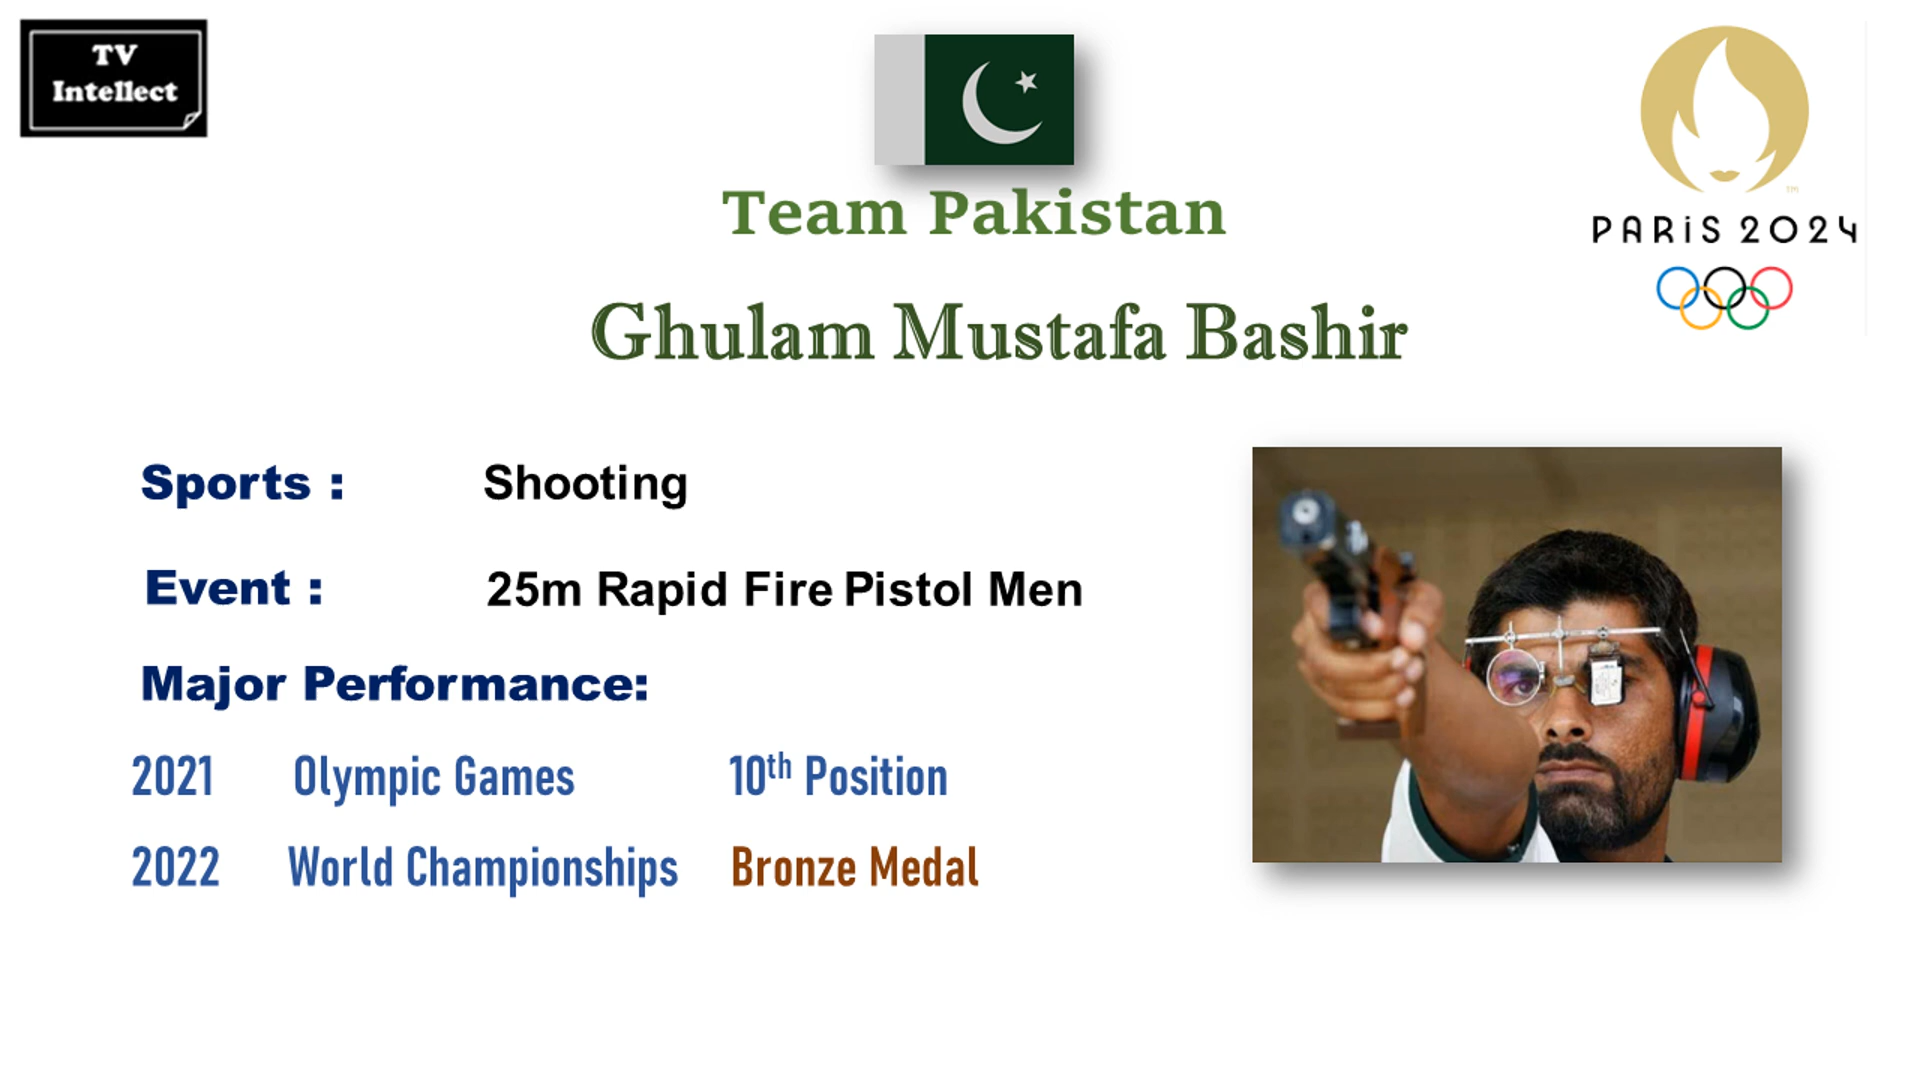 TV
Intellect
Team Pakistan
PARiS 2024
Ghulam Mustafa Bashir
Sports : Shooting
Event : 25m Rapid Fire Pistol Men
Major Performance:
2021 Olympic Games 10th Position
2022 World Championships Bronze Medal